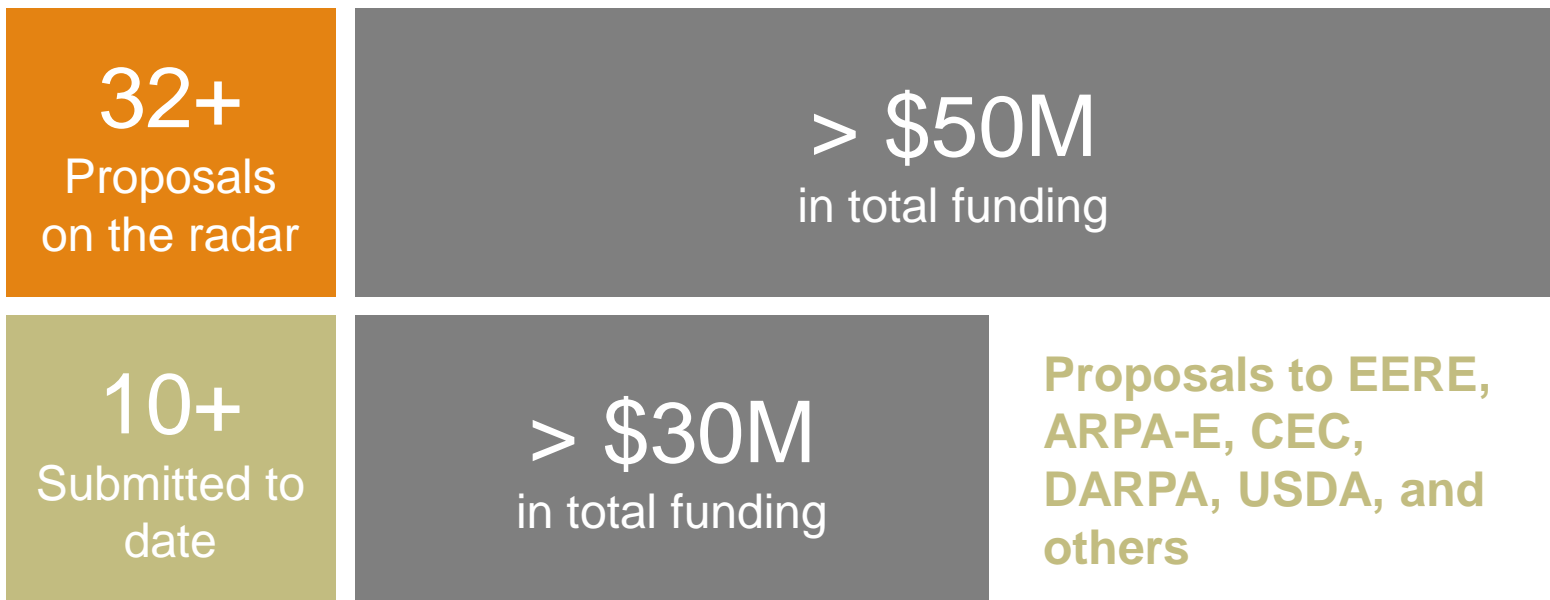 32+
Proposals
on the radar
> $50M
in total funding
10+
Submitted to
date
> $30M
in total funding
Proposals to EERE,
ARPA-E, CEC,
DARPA, USDA, and
others